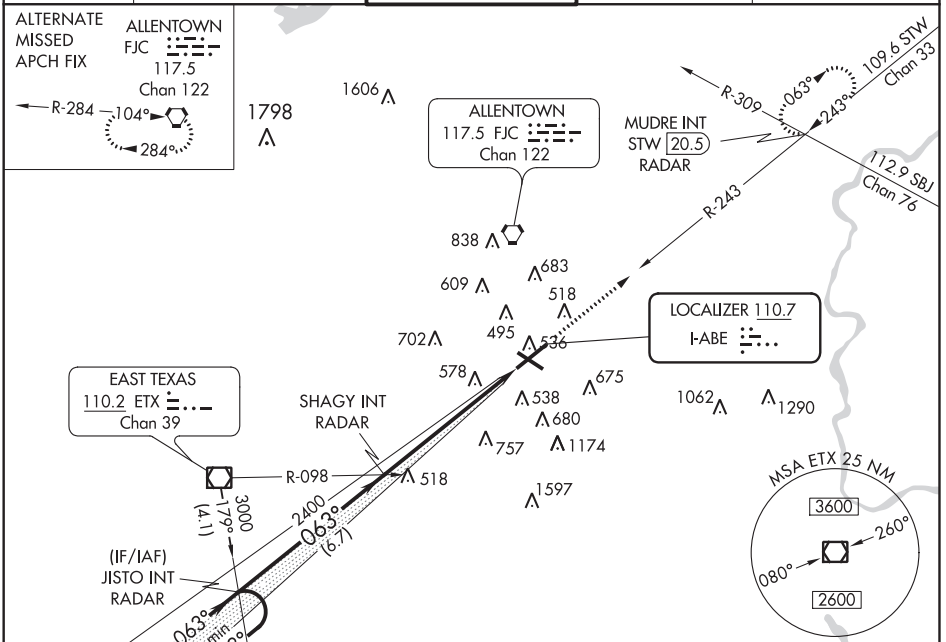 ALTERNATE
MISSED
APCH FIX
ALLENTOWN
FJC
117.5
Chan 122
R-284
104°
284°
1798
1606
ALLENTOWN
117.5 FJC
Chan 122
MUDRE INT
STW 20.5
RADAR
R-309
063°
243°
109.6 STW
Chan 33
112.9 SBJ
Chan 76
R-243
838
683
609
518
495
536
702
578
LOCALIZER 110.7
I-ABE
EAST TEXAS
110.2 ETX
Chan 39
SHAGY INT
RADAR
538
675
680
1062
1290
757
1174
R-098
518
1597
3000
179°
(4.1)
2400
063°
(6.7)
(IF/IAF)
JISTO INT
RADAR
063°
min
MSA ETX 25 NM
3600
260°
080°
2600